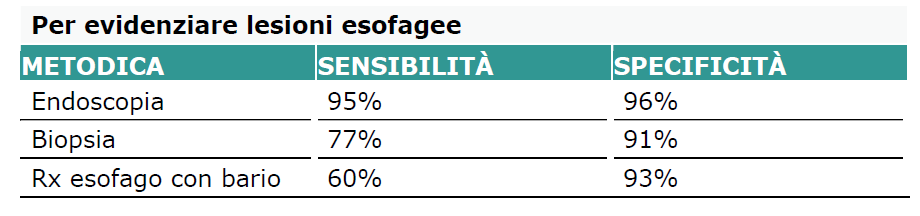 Per evidenziare lesioni esofagee
METODICA SENSIBILITÀ SPECIFICITÀ
Endoscopia 95% 96%
Biopsia 77% 91%
Rx esofago con bario 60% 93%